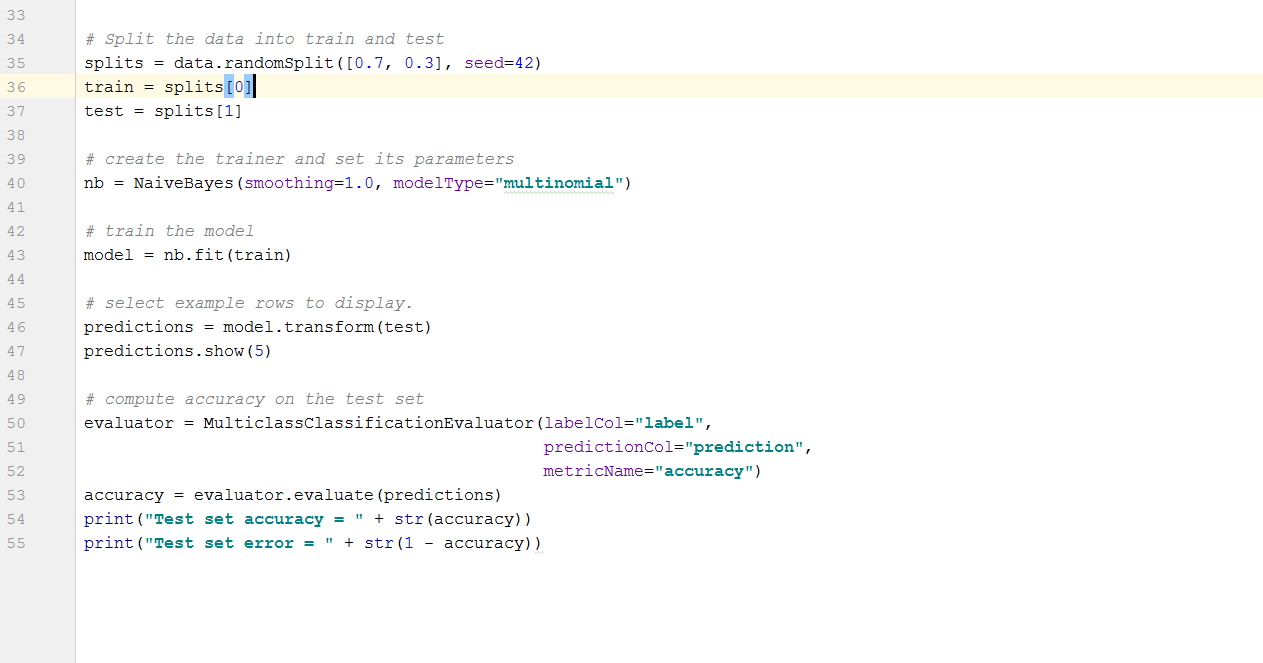 33
34 # Split the data into train and test
35 splits = data.randomSplit([0.7, 0.3], seed=42)
36 train = splits[0]
37 test = splits[1]
38
39 # create the trainer and set its parameters
40 nb = NaiveBayes(smoothing=1.0, modelType="multinomial")
41
42 # train the model
43 model = nb.fit(train)
44
45 # select example rows to display.
46 predictions = model.transform(test)
47 predictions.show(5)
48
49 # compute accuracy on the test set
50 evaluator = MulticlassClassificationEvaluator(labelCol="label",
51 predictionCol="prediction",
52 metricName="accuracy")
53 accuracy = evaluator.evaluate(predictions)
54 print("Test set accuracy = " + str(accuracy))
55 print("Test set error = " + str(1 - accuracy))